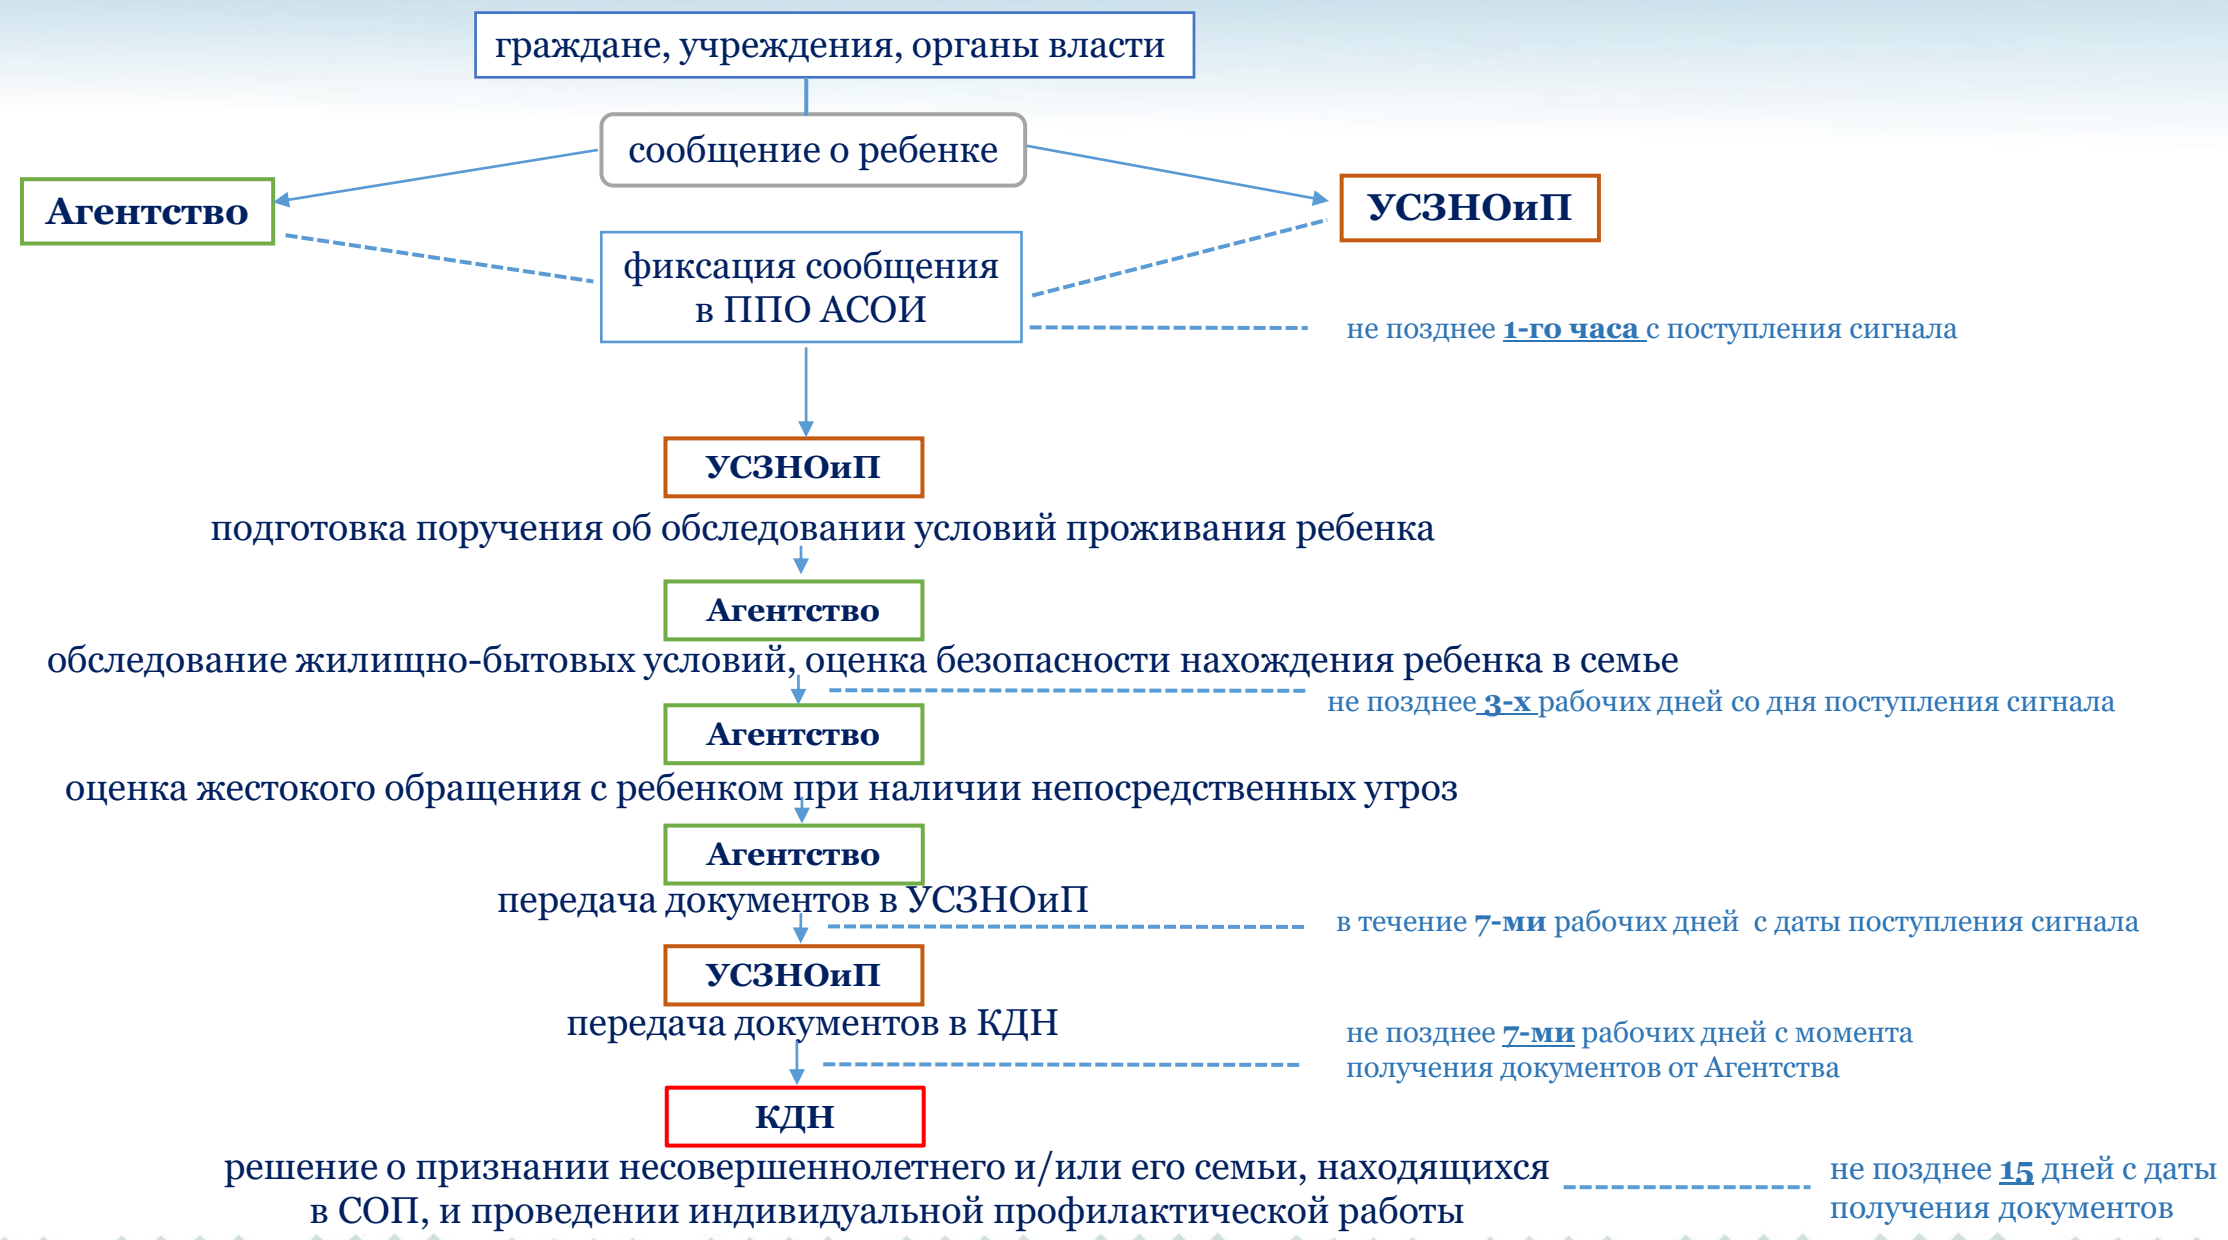 граждане, учреждения, органы власти
сообщение о ребенке
Агентство
УСЗНОиП
фиксация сообщения
в ППО АСОИ
не позднее 1-го часа с поступления сигнала
УСЗНОиП
подготовка поручения об обследовании условий проживания ребенка
Агентство
обследование жилищно-бытовых условий, оценка безопасности нахождения ребенка в семье
не позднее 3-х рабочих дней со дня поступления сигнала
Агентство
оценка жестокого обращения с ребенком при наличии непосредственных угроз
Агентство
передача документов в УСЗНОиП
в течение 7-ми рабочих дней с даты поступления сигнала
УСЗНОиП
передача документов в КДН
не позднее 7-ми рабочих дней с момента
получения документов от Агентства
КДН
решение о признании несовершеннолетнего и/или его семьи, находящихся
в СОП, и проведении индивидуальной профилактической работы
не позднее 15 дней с даты
получения документов